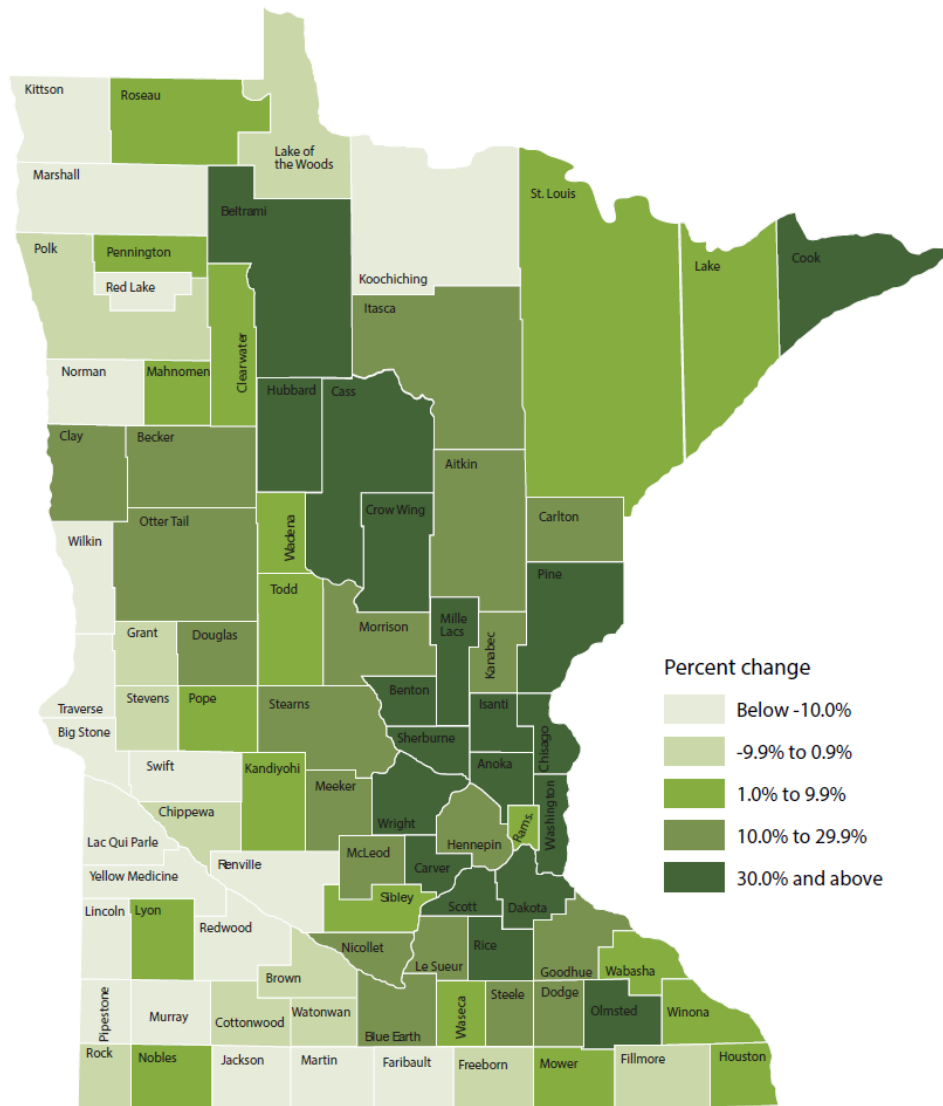 Kittson
Roseau
Lake of
the Woods
Marshall
Beltrami
St. Louis
Polk
Pennington
Koochiching
Lake
Cook
Red Lake
Itasca
Clearwater
Norman
Mahnomen
Hubbard
Cass
Clay
Becker
Aitkin
Otter Tail
Crow Wing
Carlton
Wilkin
Wadena
Pine
Todd
Mille
Lacs
Grant
Douglas
Morrison
Kanabec
Percent change
Traverse
Stevens
Pope
Stearns
Benton
Isanti
Below -10.0%
Big Stone
Sherburne
Chisago
-9.9% to 0.9%
Swift
Kandiyohi
Anoka
Meeker
Washington
1.0% to 9.9%
Chippewa
Wright
Rams.
10.0% to 29.9%
Lac Qui Parle
Hennepin
McLeod
Renville
Carver
30.0% and above
Yellow Medicine
Sibley
Lincoln
Lyon
Scott
Dakota
Redwood
Nicollet
Rice
Le Sueur
Goodhue
Wabasha
Brown
Pipestone
Murray
Cottonwood
Watonwan
Blue Earth
Waseca
Steele
Dodge
Olmsted
Winona
Rock
Nobles
Jackson
Martin
Faribault
Freeborn
Mower
Fillmore
Houston